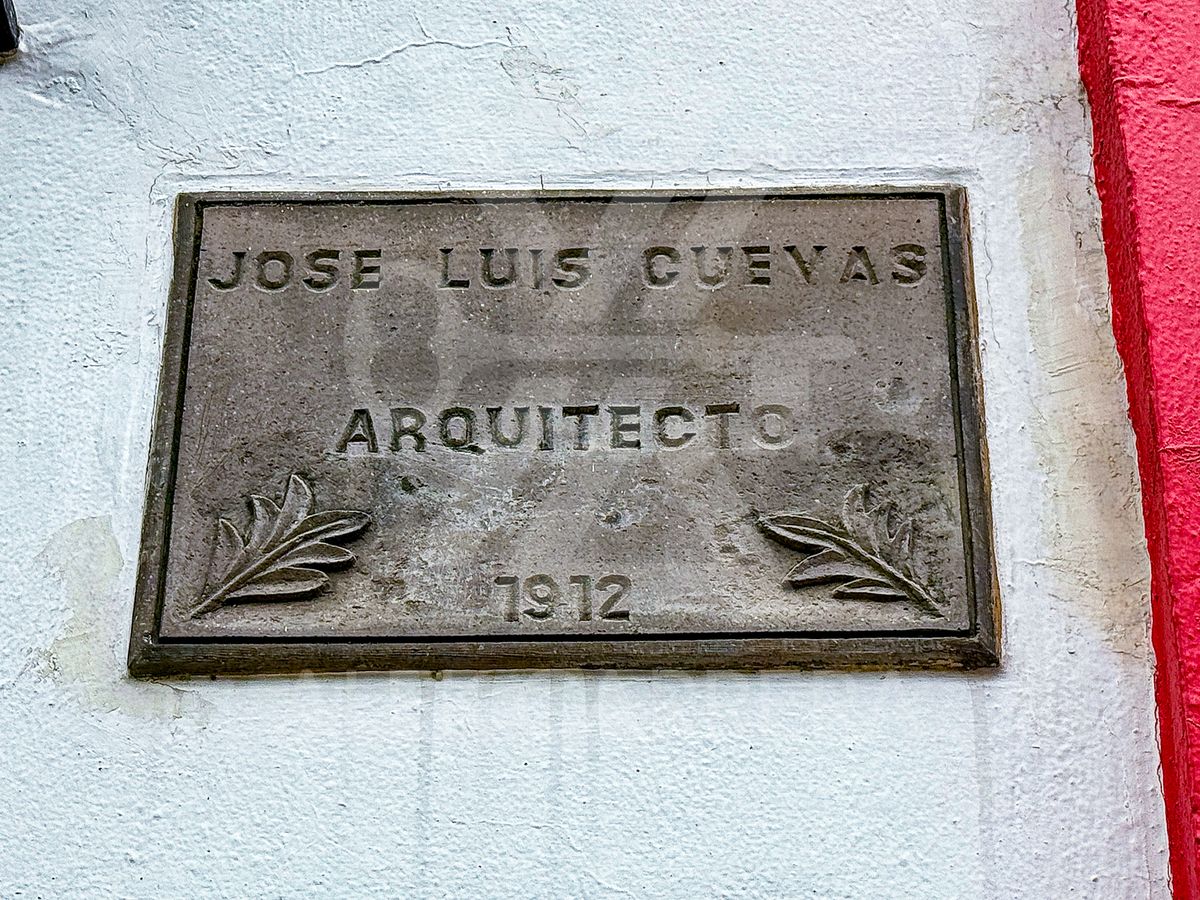 JOSE LUIS CUEVAS
ARQUITECTO
1912